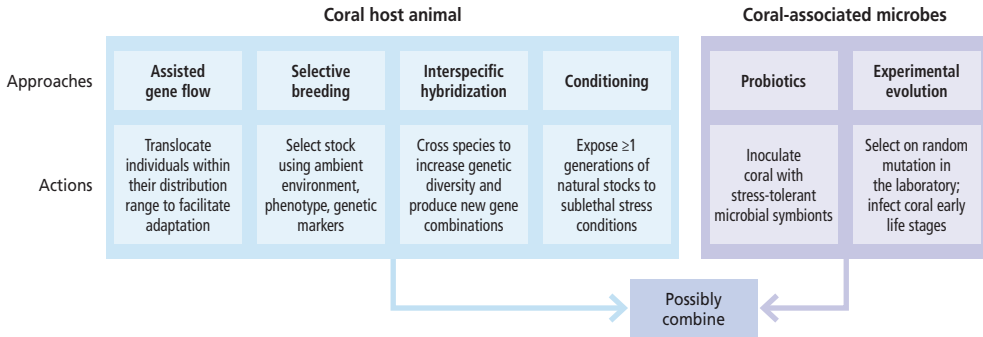 Coral host animal
Coral-associated microbes
Approaches
Assisted
gene flow
Selective
breeding
Interspecific
hybridization
Conditioning
Probiotics
Experimental
evolution
Actions
Translocate
individuals within
their distribution
range to facilitate
adaptation
Select stock
using ambient
environment,
phenotype, genetic
markers
Cross species to
increase genetic
diversity and
produce new gene
combinations
Expose ≥1
generations of
natural stocks to
sublethal stress
conditions
Inoculate
coral with
stress-tolerant
microbial symbionts
Select on random
mutation in
the laboratory;
infect coral early
life stages
Possibly
combine